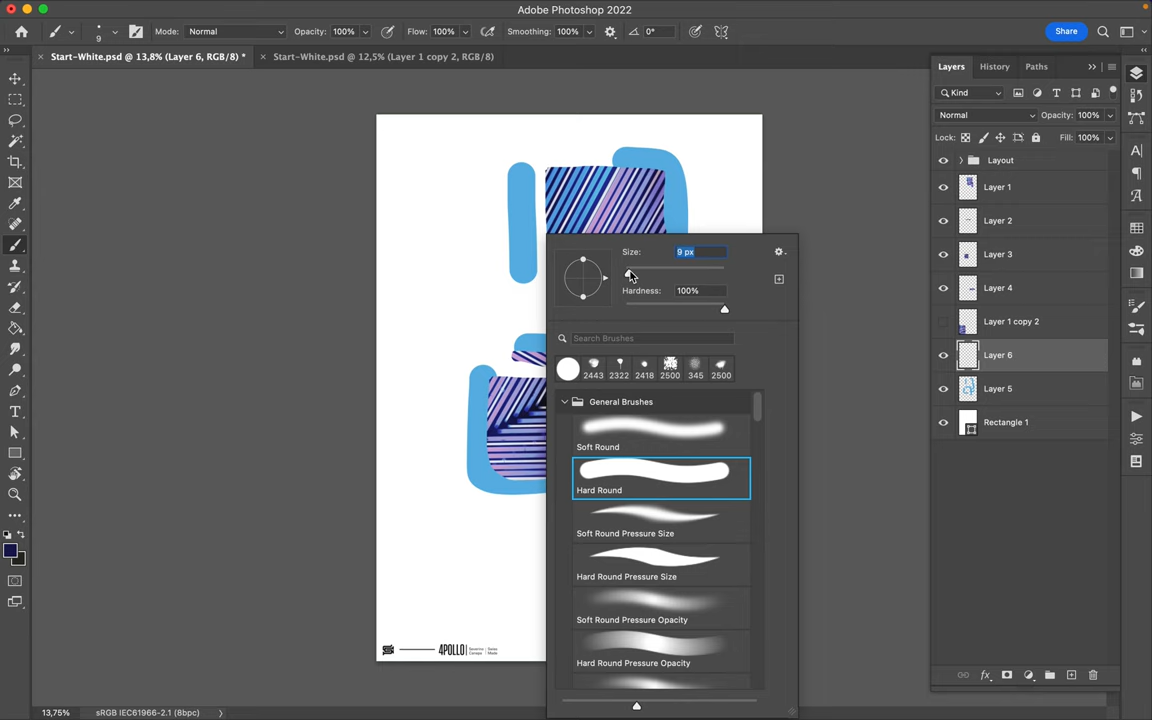 Adobe Photoshop 2022
9
Mode: Normal
Opacity: 100%
Flow: 100%
Smoothing: 100%
0°
Share
Start-White.psd @ 13,8% (Layer 6, RGB/8) *
Start-White.psd @ 12,5% (Layer 1 copy 2, RGB/8)
Layers History Paths
Kind
Normal
Opacity: 100%
Lock:
Fill: 100%
Layout
Layer 1
Layer 2
Layer 3
Layer 4
Layer 1 copy 2
Layer 6
Layer 5
Rectangle 1
Size: 9 px
Hardness: 100%
Search Brushes
2443 2322 2418 2500 345 2500
General Brushes
Soft Round
Hard Round
Soft Round Pressure Size
Hard Round Pressure Size
Soft Round Pressure Opacity
Hard Round Pressure Opacity
4POLLO
13,75%
sRGB IEC61966-2.1 (8bpc)